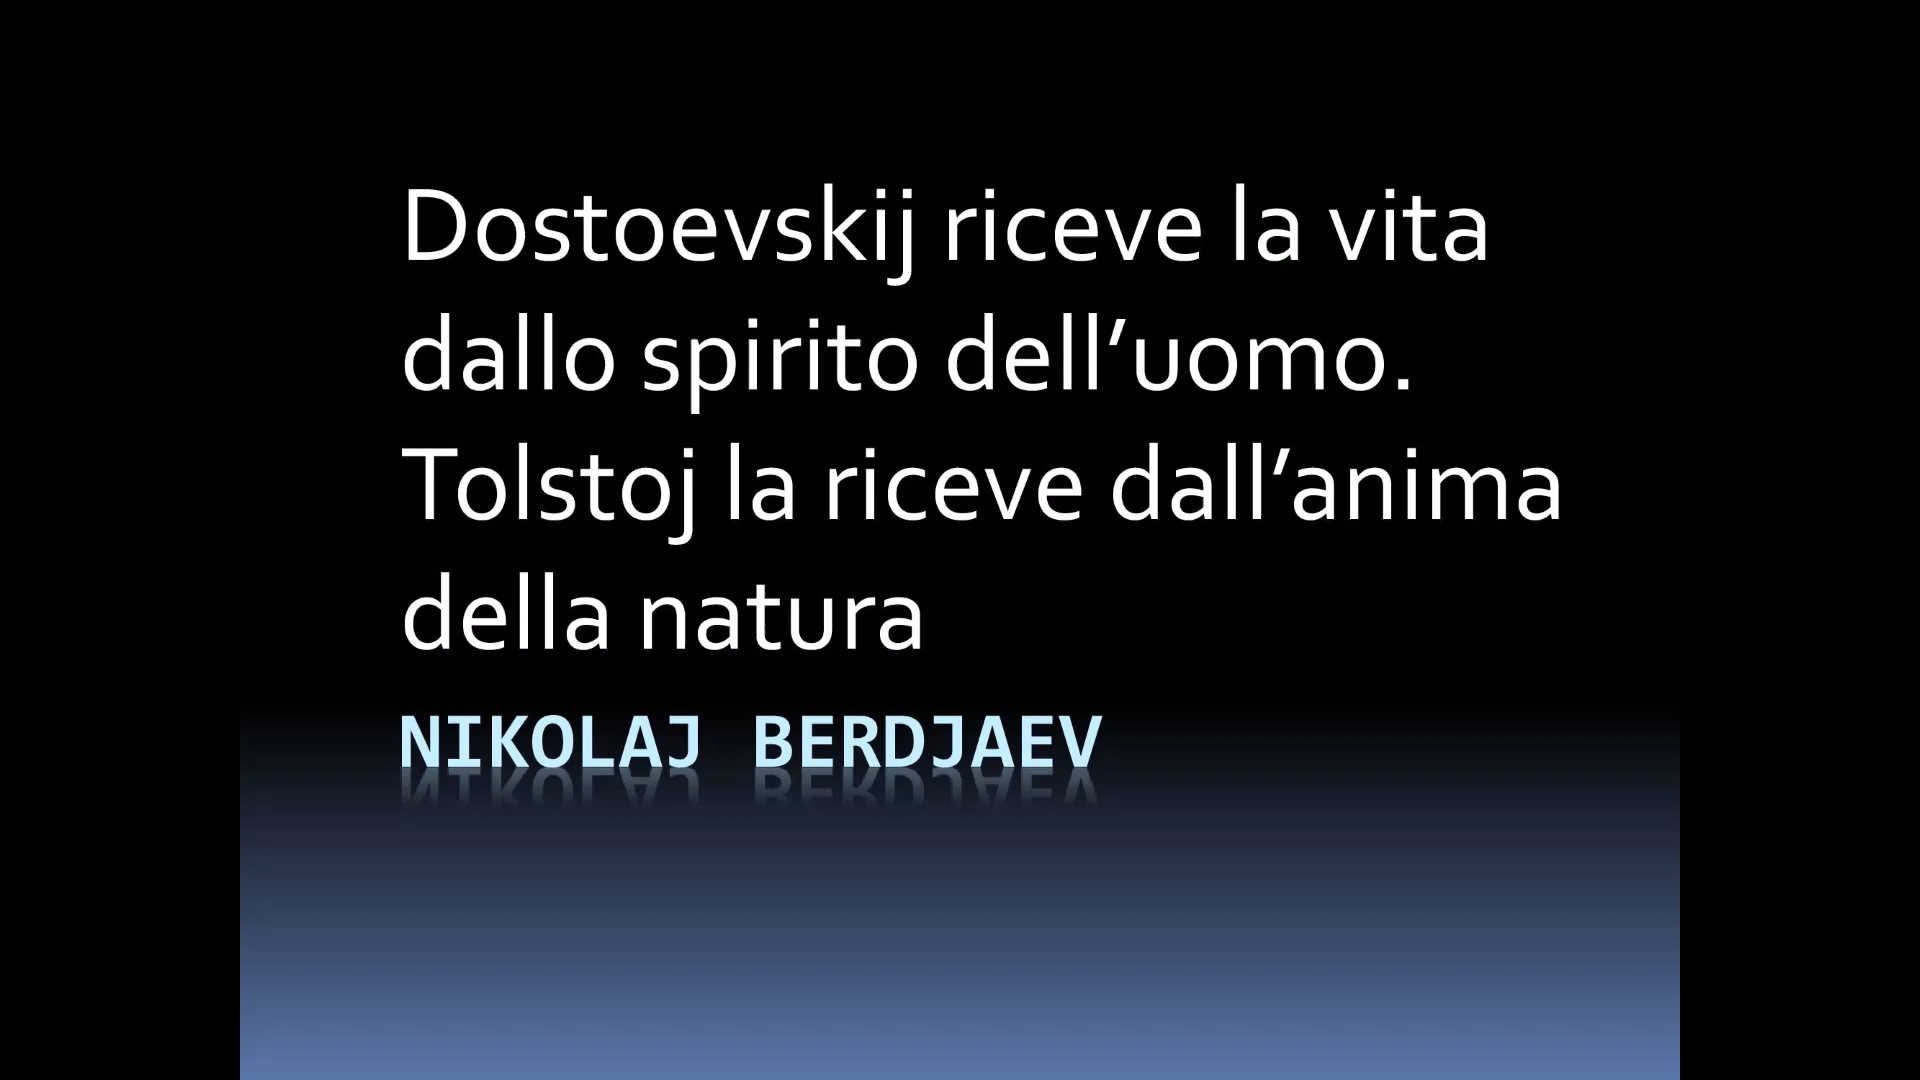 Dostoevskij riceve la vita
dallo spirito dell’uomo.
Tolstoj la riceve dall’anima
della natura
NIKOLAJ BERDJAEV